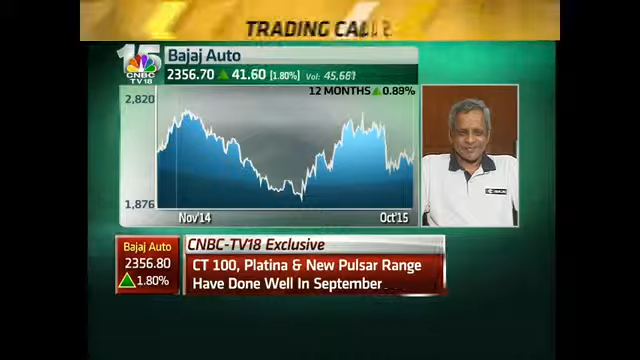 TRADING CALL 2
15
CNBC
TV18
Bajaj Auto
2356.70 41.60 [1.80%] Vol: 45,661
12 MONTHS 0.89%
2,820
1,876
Nov'14
Oct'15
Bajaj Auto
2356.80
1.80%
CNBC-TV18 Exclusive
CT 100, Platina & New Pulsar Range
Have Done Well In September